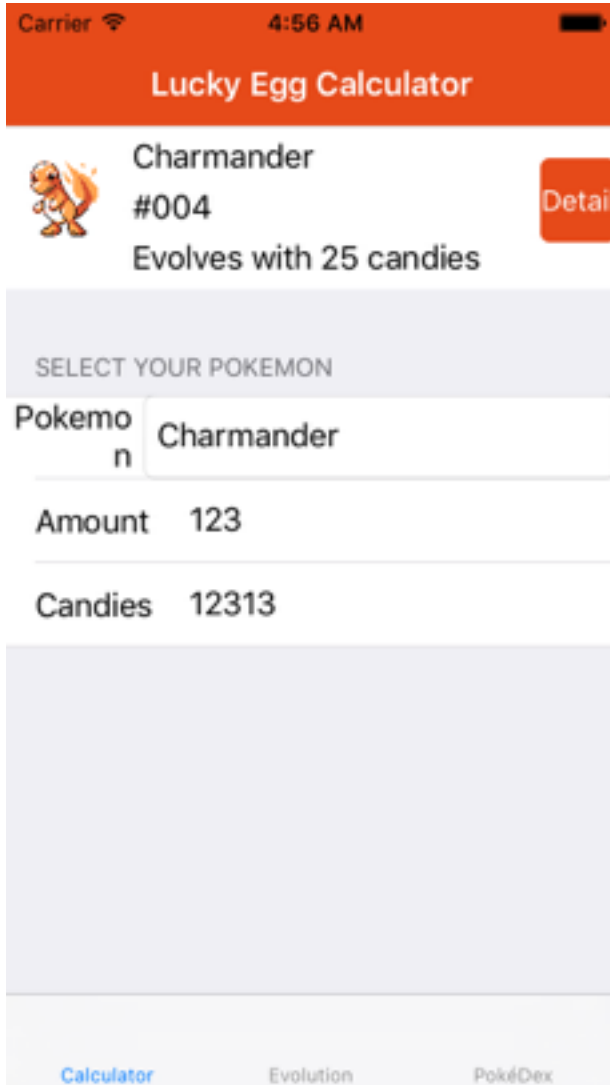 Carrier 4:56 AM
Lucky Egg Calculator
Charmander
#004
Detai
Evolves with 25 candies
SELECT YOUR POKEMON
Pokemo
n
Charmander
Amount 123
Candies 12313
Calculator Evolution PokéDex